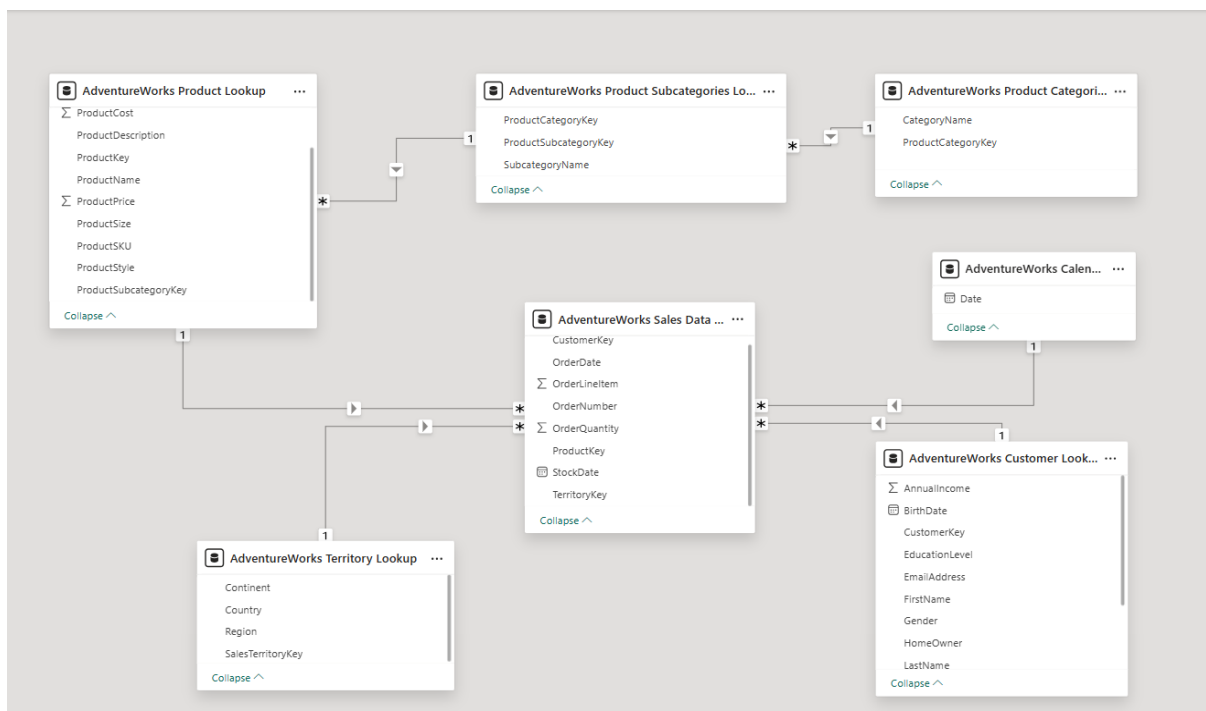 AdventureWorks Product Lookup ...
∑ ProductCost
ProductDescription
ProductKey
ProductName
∑ ProductPrice
ProductSize
ProductSKU
ProductStyle
ProductSubcategoryKey
Collapse
1
*
AdventureWorks Product Subcategories Lo... ...
ProductCategoryKey
ProductSubcategoryKey
SubcategoryName
Collapse
1
*
AdventureWorks Product Categori... ...
CategoryName
ProductCategoryKey
Collapse
1
AdventureWorks Calen... ...
Date
Collapse
1
AdventureWorks Sales Data ... ...
CustomerKey
OrderDate
∑ OrderLineItem
OrderNumber
∑ OrderQuantity
ProductKey
StockDate
TerritoryKey
Collapse
*
*
*
*
AdventureWorks Territory Lookup ...
Continent
Country
Region
SalesTerritoryKey
Collapse
1
AdventureWorks Customer Look... ...
∑ AnnualIncome
BirthDate
CustomerKey
EducationLevel
EmailAddress
FirstName
Gender
HomeOwner
LastName
Collapse
1